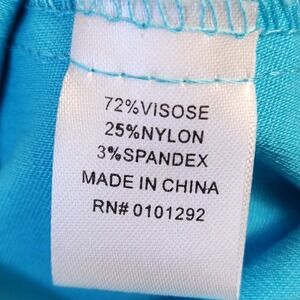 72%VISOSE
25%NYLON
3%SPANDEX
MADE IN CHINA
RN# 0101292